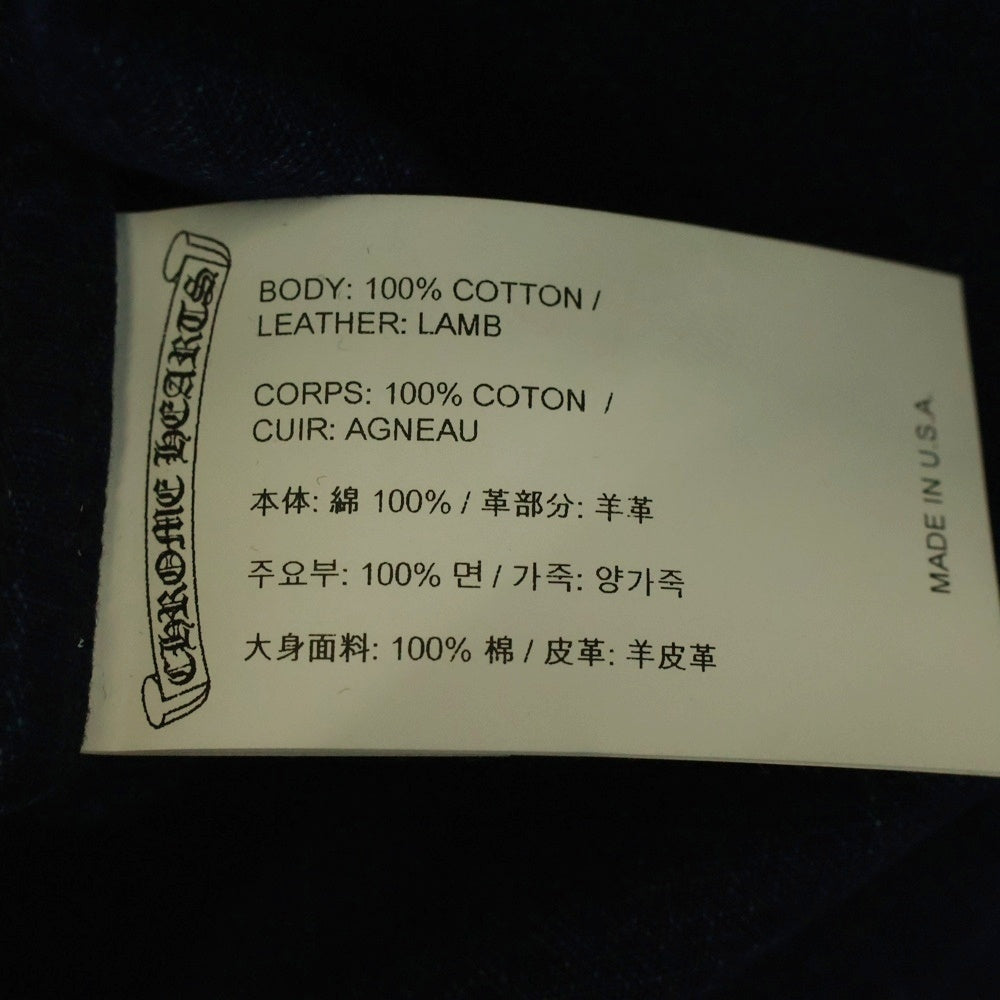 CHROME HEARTS
BODY: 100% COTTON /
LEATHER: LAMB
CORPS: 100% COTON /
CUIR: AGNEAU
本体: 綿 100% / 革部分: 羊革
주요부: 100% 면 / 가죽: 양가죽
大身面料: 100% 棉 / 皮革: 羊皮革
MADE IN U.S.A